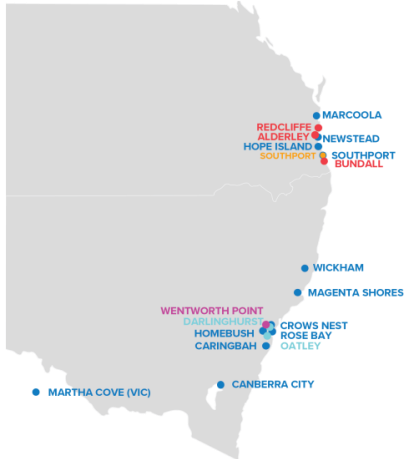 MARCOOLA
REDCLIFFE
ALDERLEY
NEWSTEAD
HOPE ISLAND
SOUTHPORT
SOUTHPORT
BUNDALL
WICKHAM
MAGENTA SHORES
WENTWORTH POINT
DARLINGHURST
CROWS NEST
HOMEBUSH
ROSE BAY
CARINGBAH
OATLEY
CANBERRA CITY
MARTHA COVE (VIC)